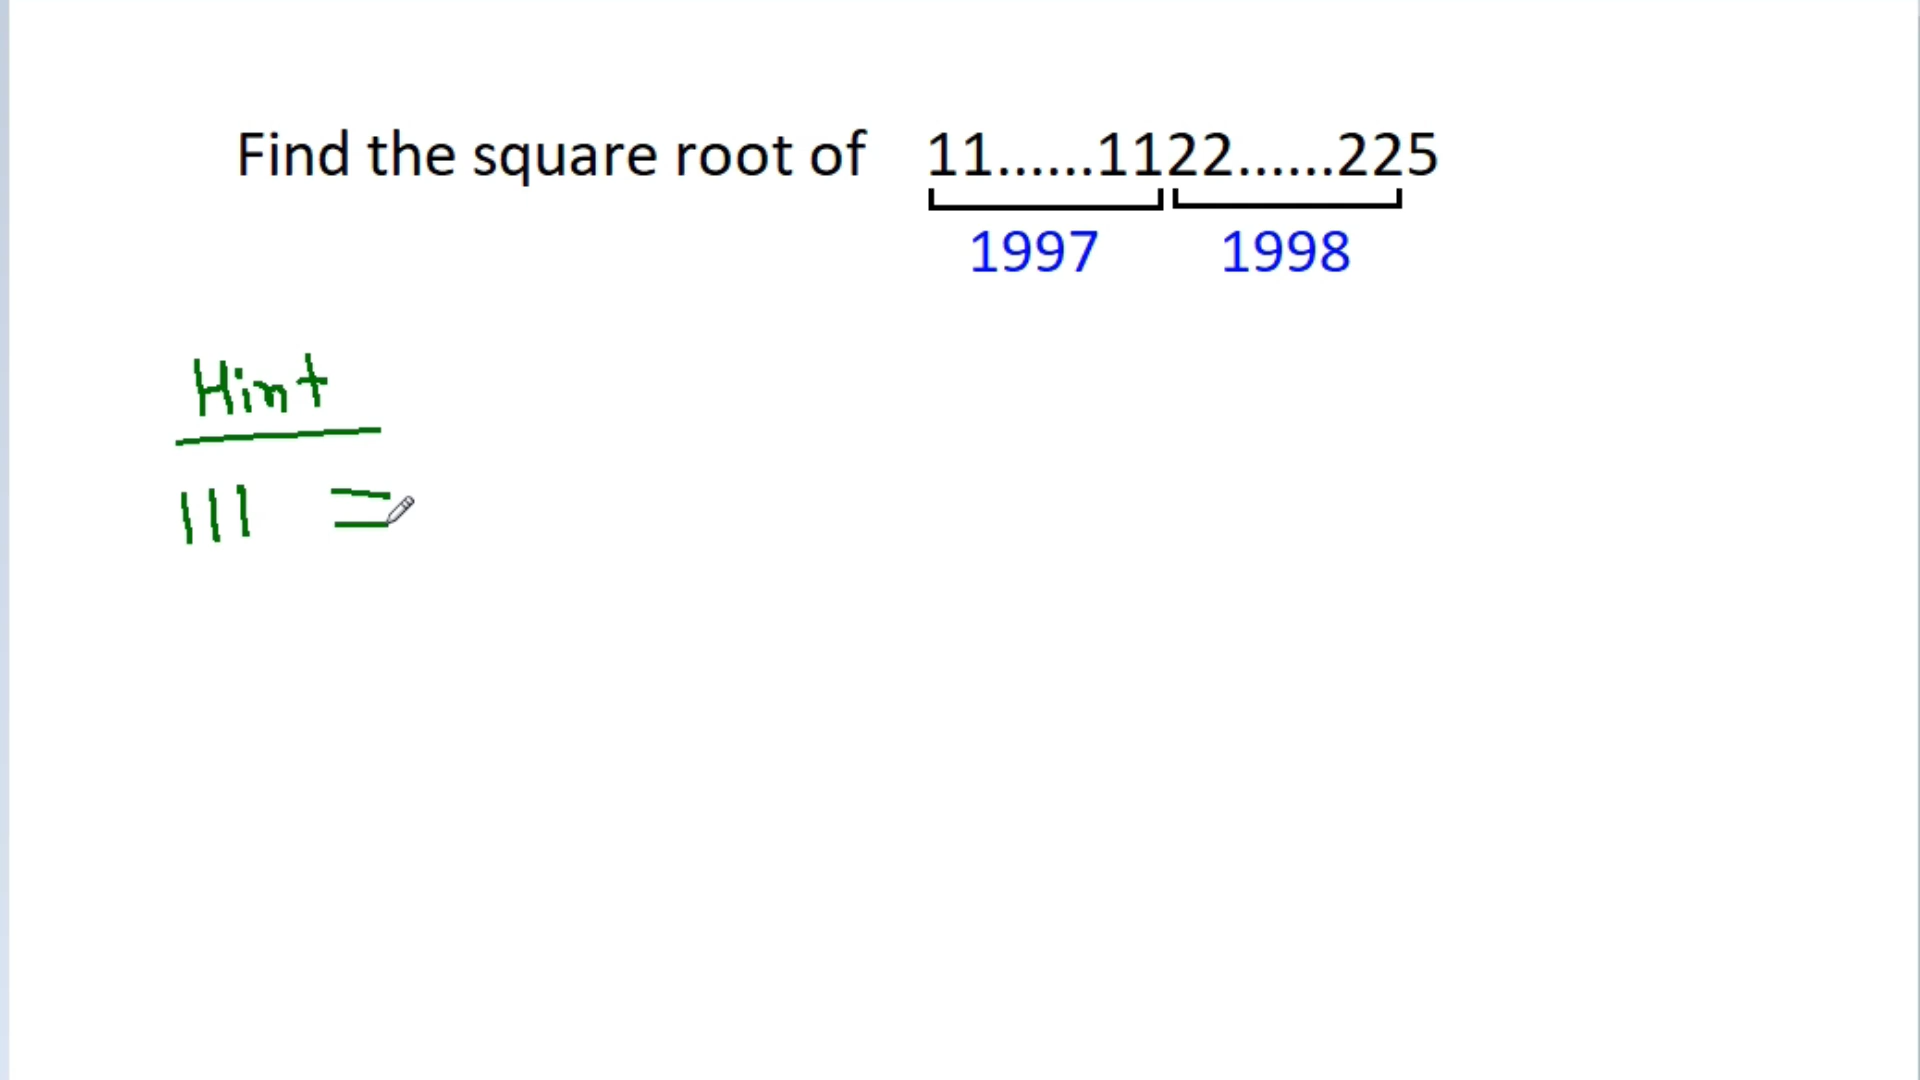 Find the square root of 11......1122......225
1997 1998
Hint
111 =